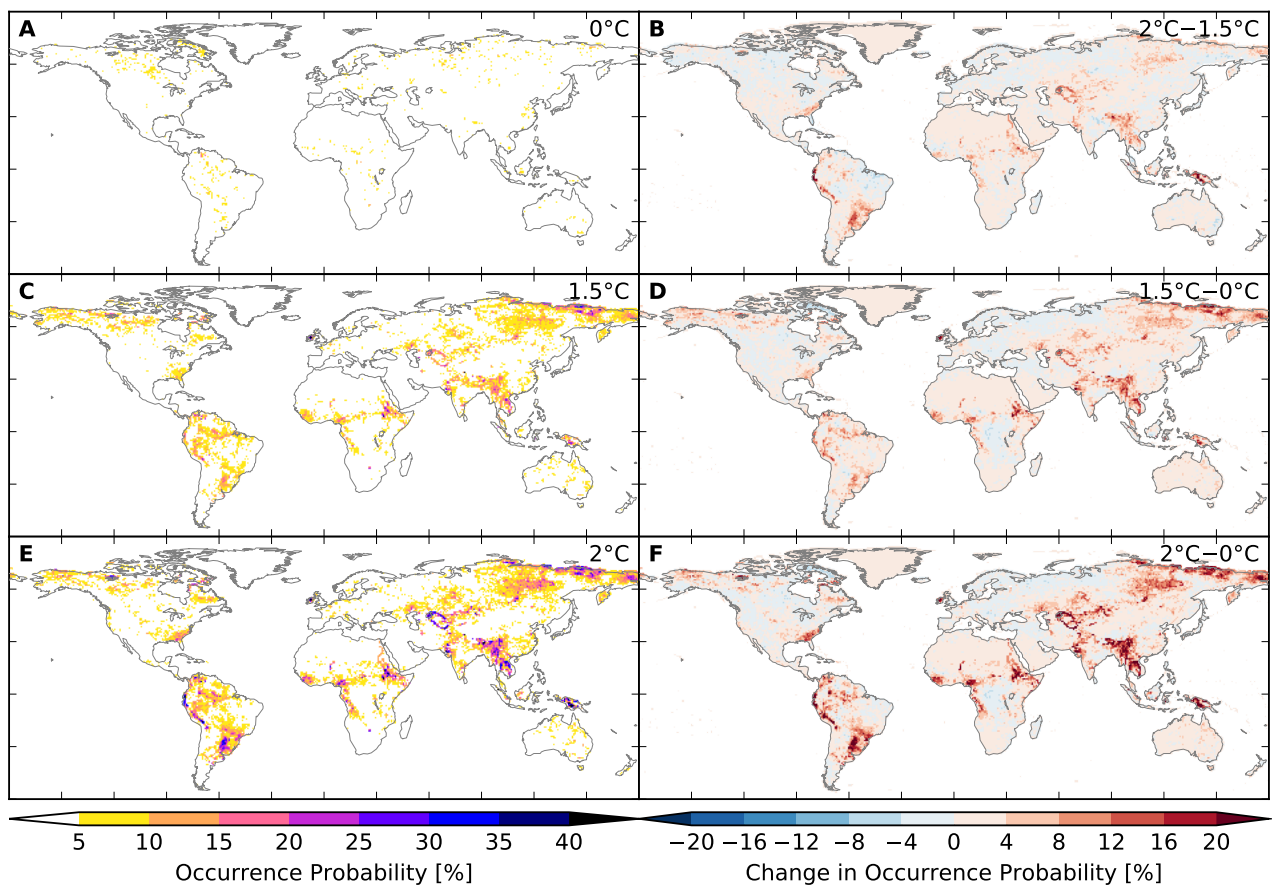 A 0°C
B 2°C−1.5°C
C 1.5°C
D 1.5°C−0°C
E 2°C
F 2°C−0°C
5 10 15 20 25 30 35 40
−20 −16 −12 −8 −4 0 4 8 12 16 20
Occurrence Probability [%]
Change in Occurrence Probability [%]